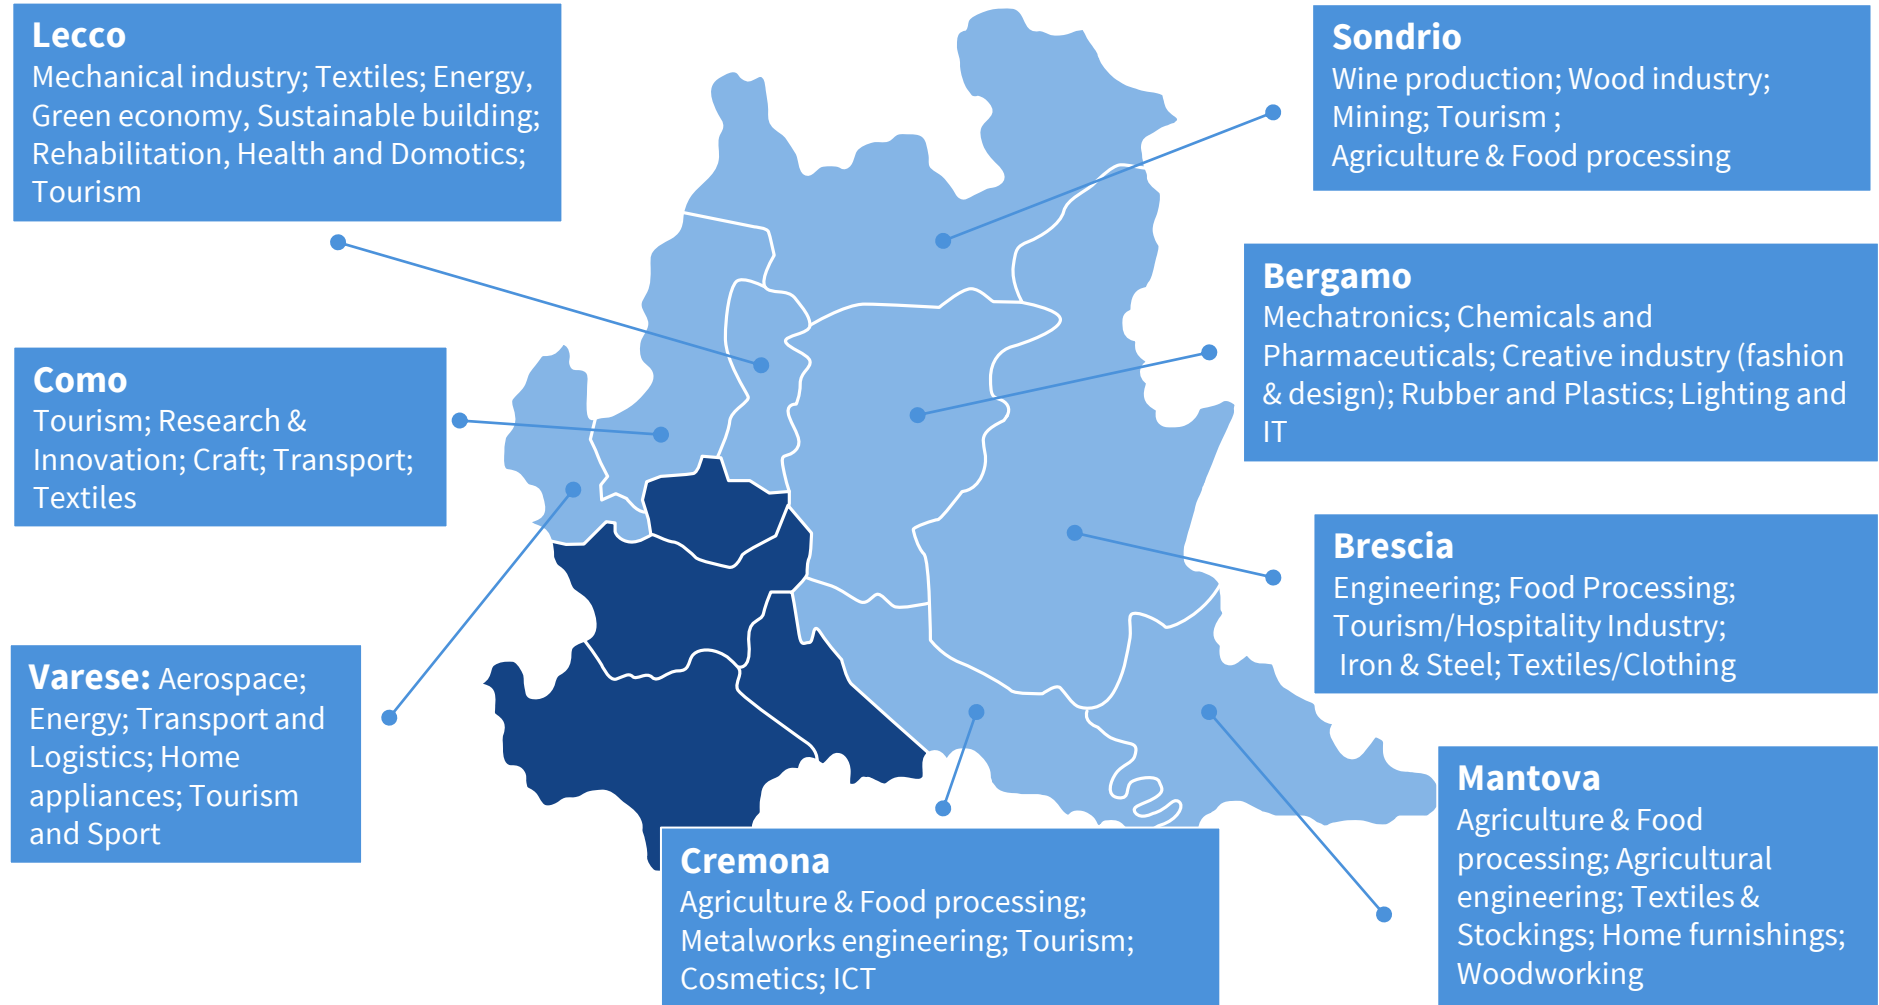 Lecco
Mechanical industry; Textiles; Energy,
Green economy, Sustainable building;
Rehabilitation, Health and Domotics;
Tourism
Sondrio
Wine production; Wood industry;
Mining; Tourism ;
Agriculture & Food processing
Bergamo
Mechatronics; Chemicals and
Pharmaceuticals; Creative industry (fashion
& design); Rubber and Plastics; Lighting and
IT
Como
Tourism; Research &
Innovation; Craft; Transport;
Textiles
Brescia
Engineering; Food Processing;
Tourism/Hospitality Industry;
Iron & Steel; Textiles/Clothing
Varese: Aerospace;
Energy; Transport and
Logistics; Home
appliances; Tourism
and Sport
Mantova
Agriculture & Food
processing; Agricultural
engineering; Textiles &
Stockings; Home furnishings;
Woodworking
Cremona
Agriculture & Food processing;
Metalworks engineering; Tourism;
Cosmetics; ICT